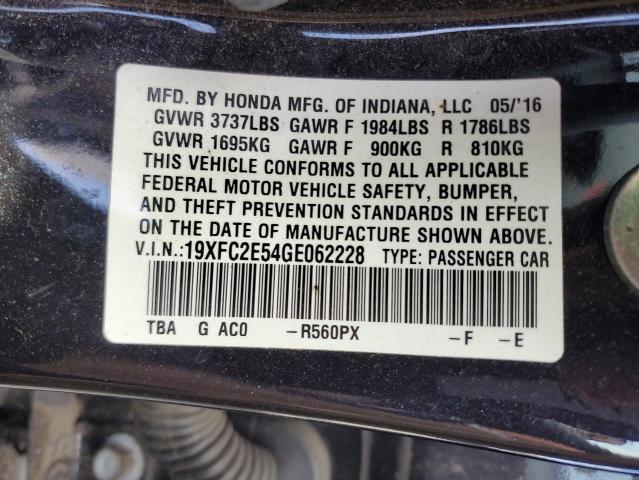 MFD. BY HONDA MFG. OF INDIANA, LLC 05/'16
GVWR 3737LBS GAWR F 1984LBS R 1786LBS
GVWR 1695KG GAWR F 900KG R 810KG
THIS VEHICLE CONFORMS TO ALL APPLICABLE
FEDERAL MOTOR VEHICLE SAFETY, BUMPER,
AND THEFT PREVENTION STANDARDS IN EFFECT
ON THE DATE OF MANUFACTURE SHOWN ABOVE.
V.I.N.:19XFC2E54GE062228 TYPE: PASSENGER CAR
TBA G AC0 –R560PX –F –E